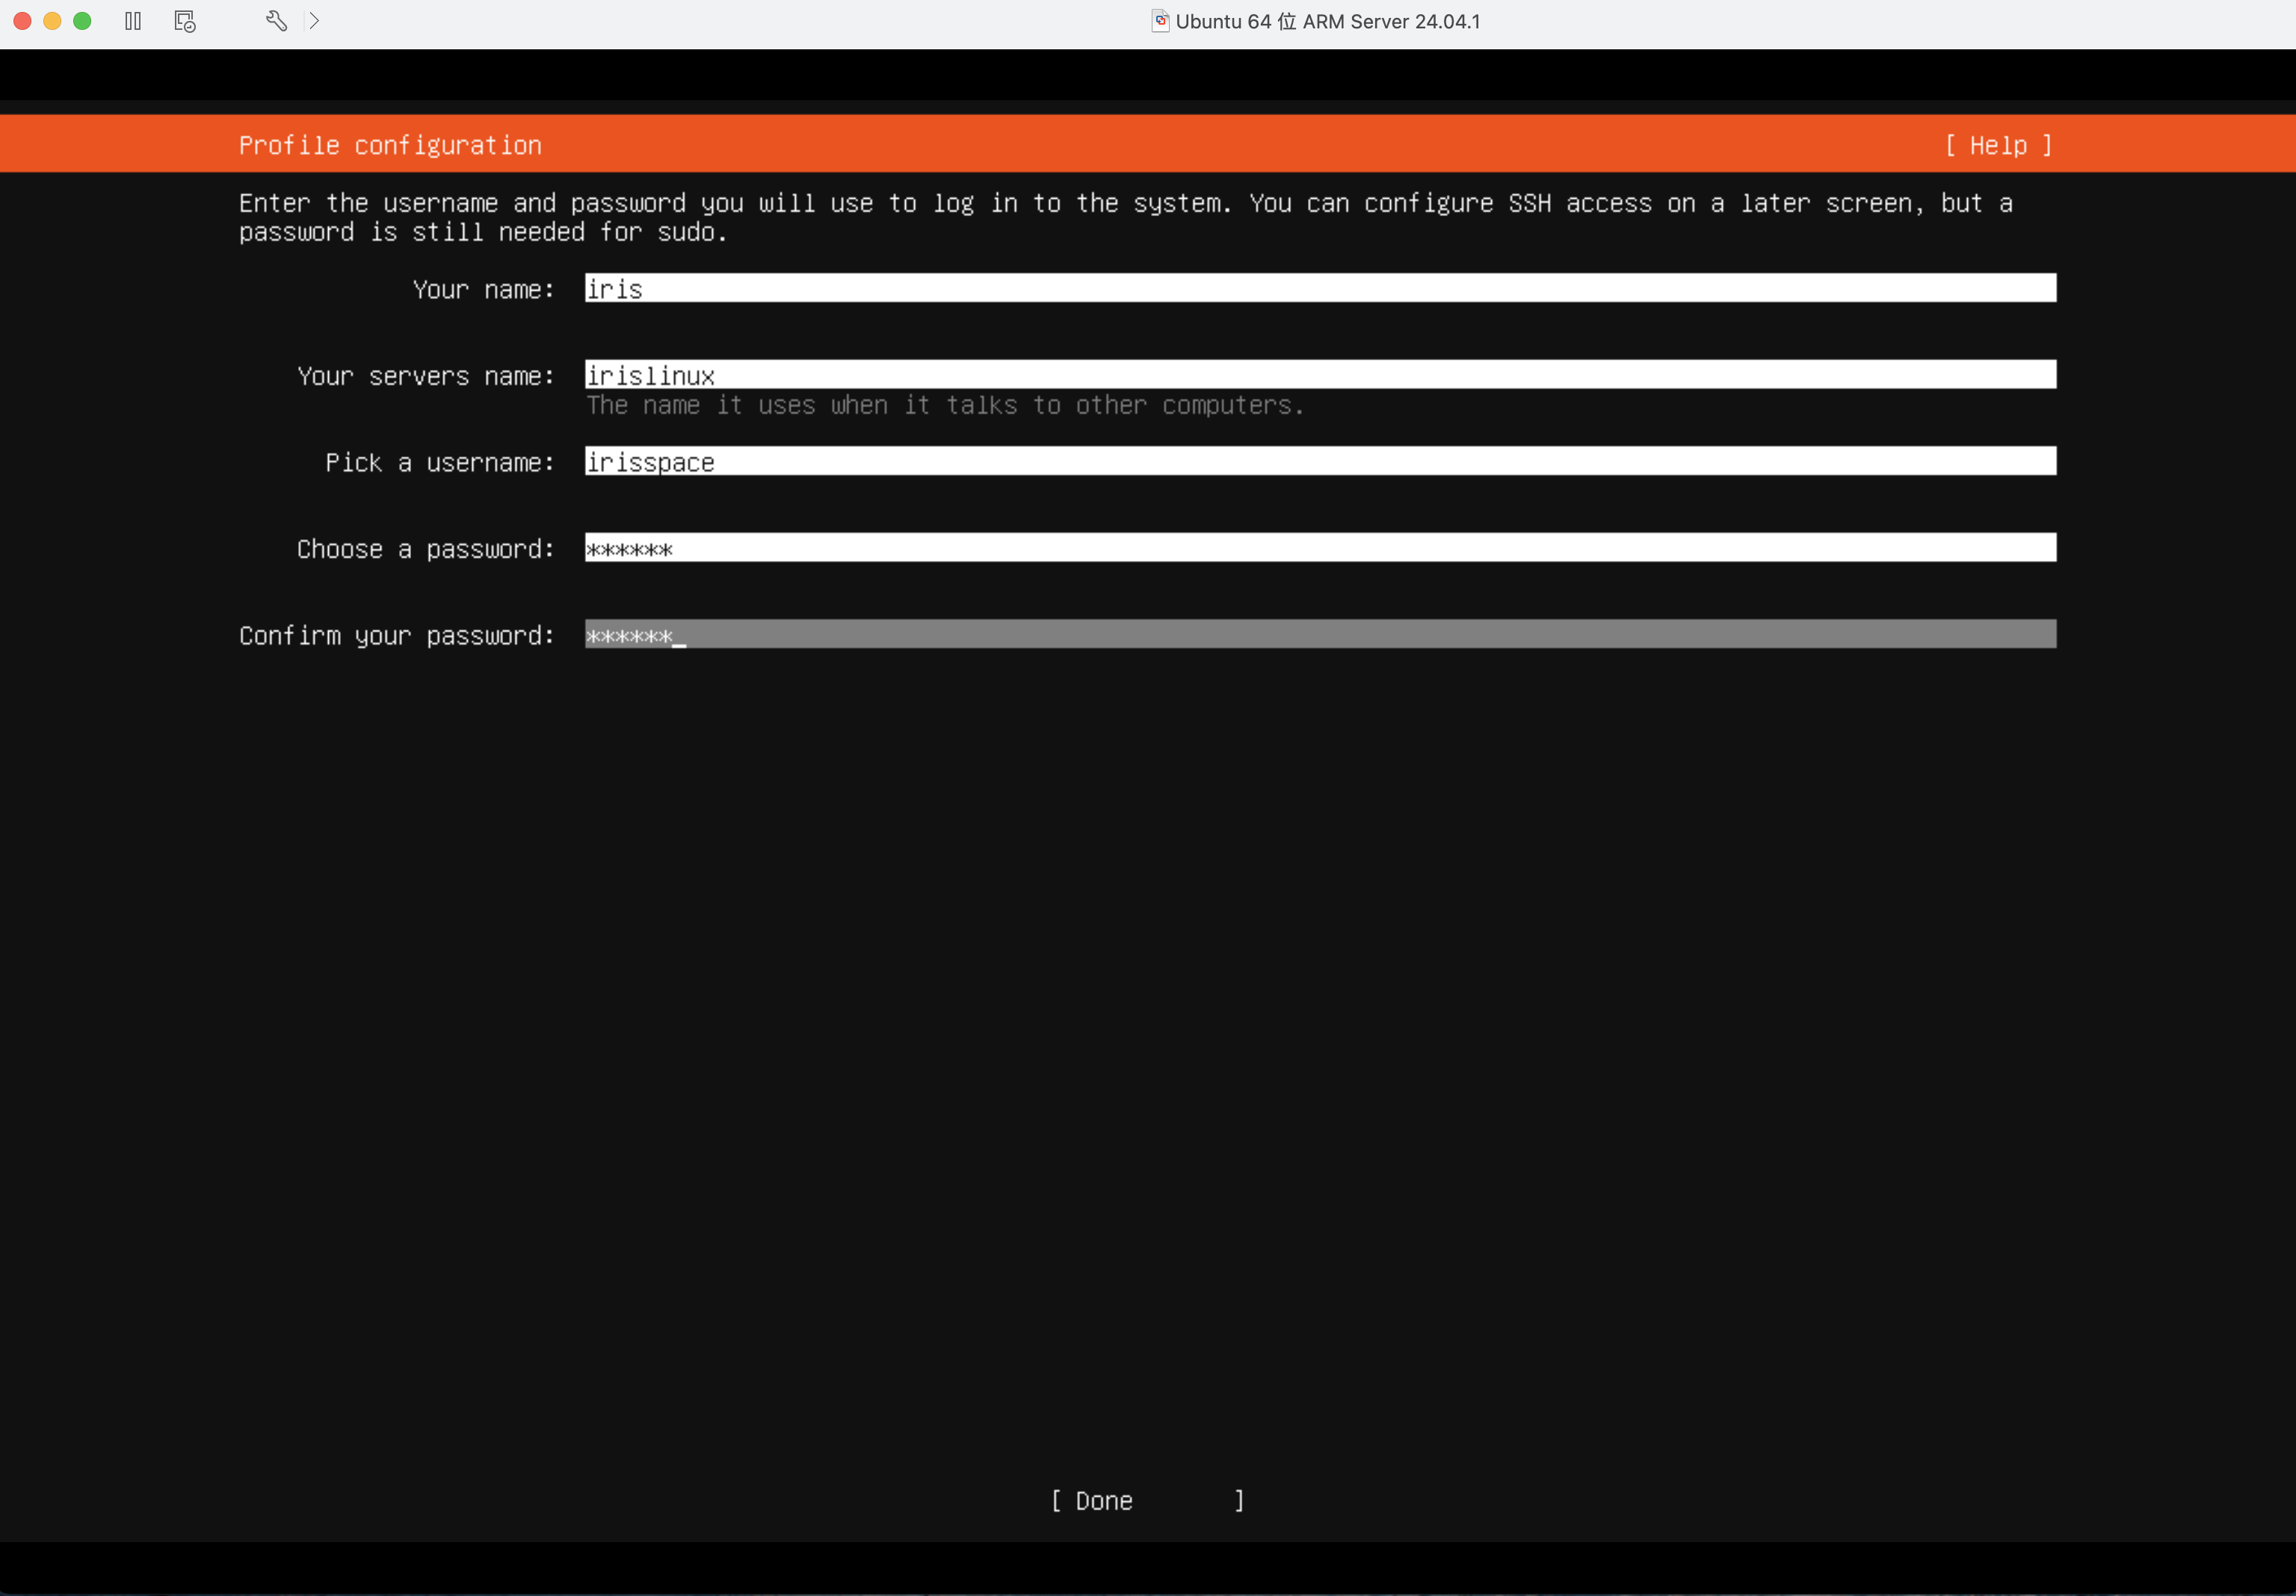 Ubuntu 64 位 ARM Server 24.04.1
Profile configuration [ Help ]
Enter the username and password you will use to log in to the system. You can configure SSH access on a later screen, but a
password is still needed for sudo.
Your name: iris
Your servers name: irislinux
The name it uses when it talks to other computers.
Pick a username: irisspace
Choose a password: ******
Confirm your password: ******_
[ Done ]